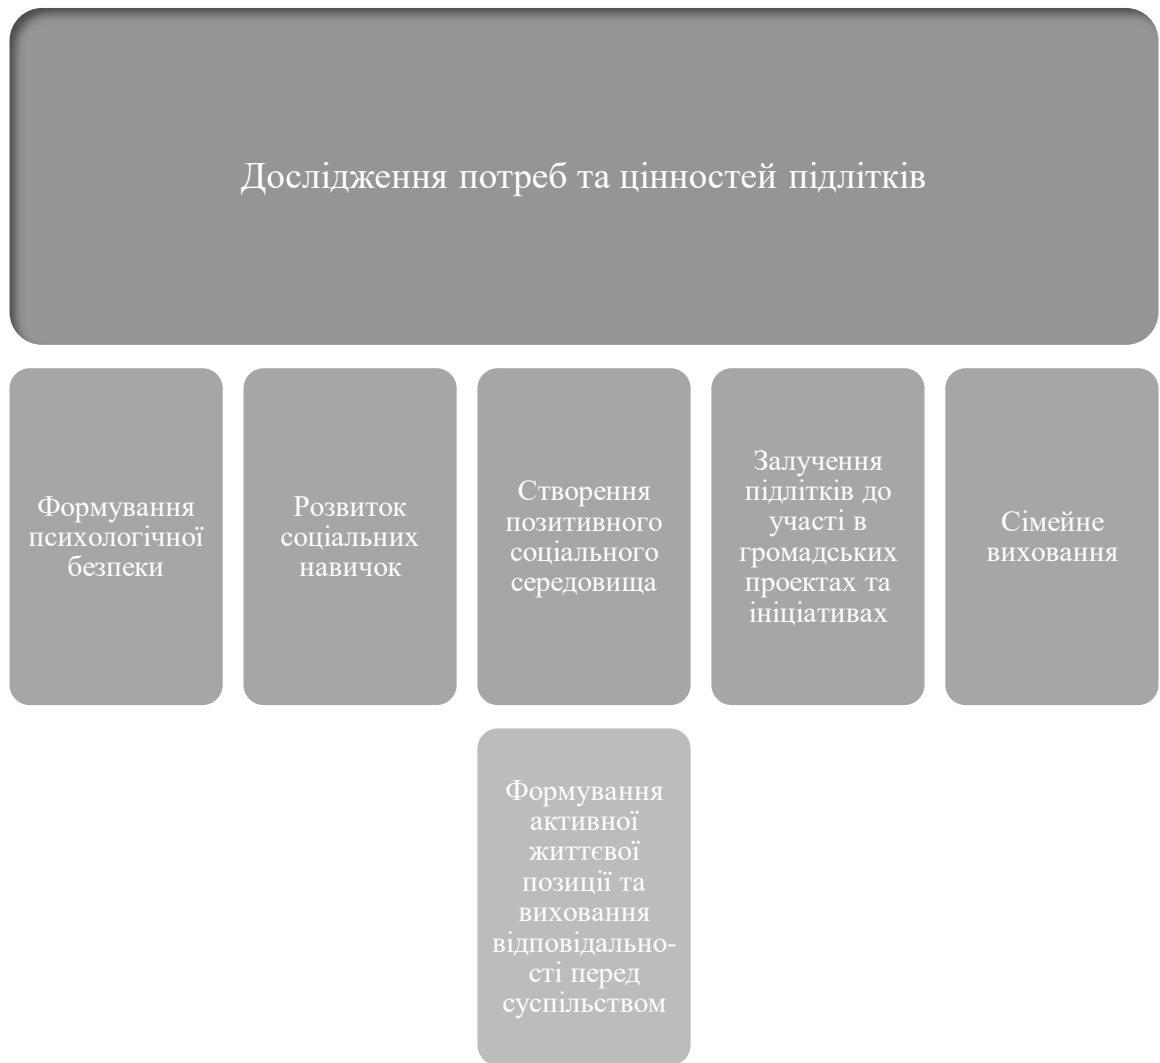 Дослідження потреб та цінностей підлітків
Формування
психологічної
безпеки
Розвиток
соціальних
навичок
Створення
позитивного
соціального
середовища
Залучення
підлітків до
участі в
громадських
проектах та
ініціативах
Сімейне
виховання
Формування
активної
життєвої
позиції та
виховання
відповідально-
сті перед
суспільством